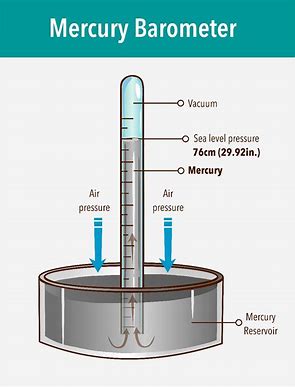 Mercury Barometer
Vacuum
Sea level pressure
76cm (29.92in.)
Mercury
Air
pressure
Air
pressure
Mercury
Reservoir